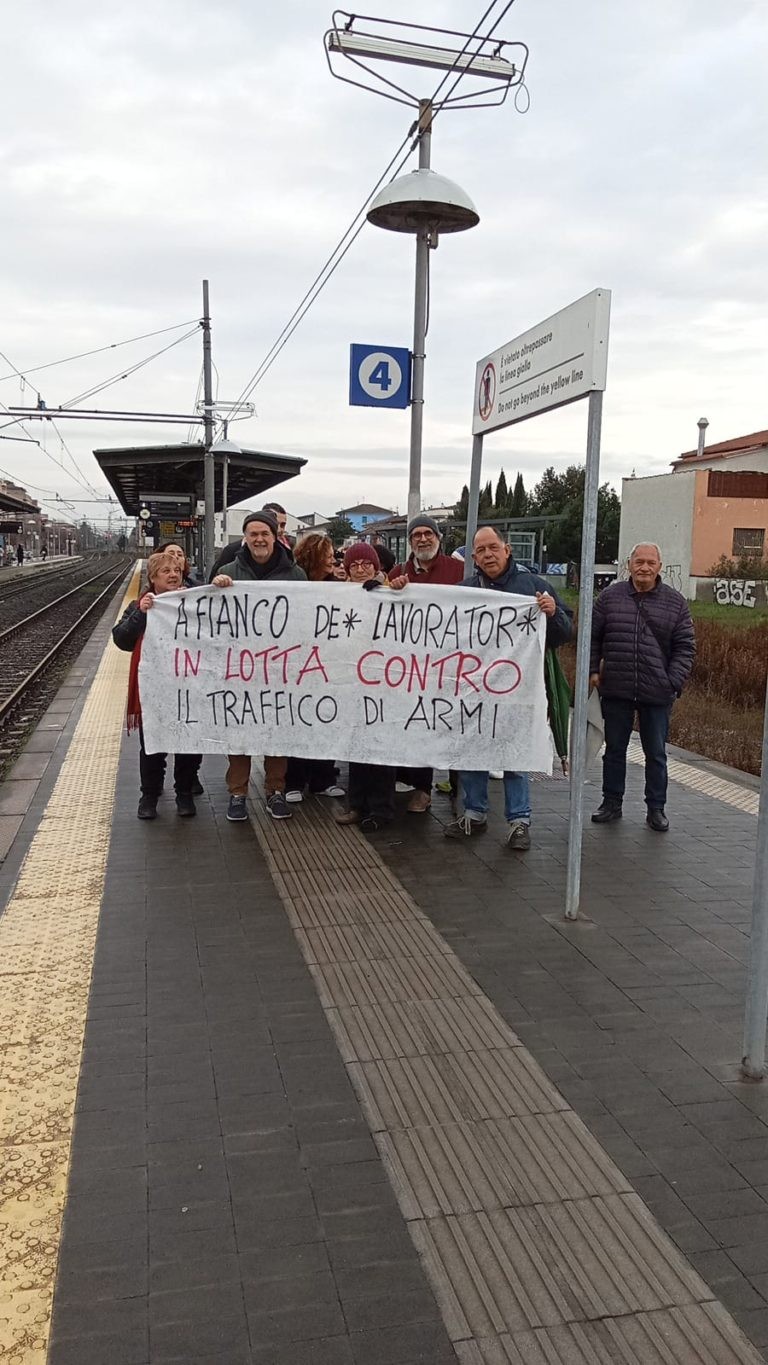 4
È vietato oltrepassare
la linea gialla
Do not go beyond the yellow line
A FIANCO DE* LAVORATOR*
IN LOTTA CONTRO
IL TRAFFICO DI ARMI
ASE